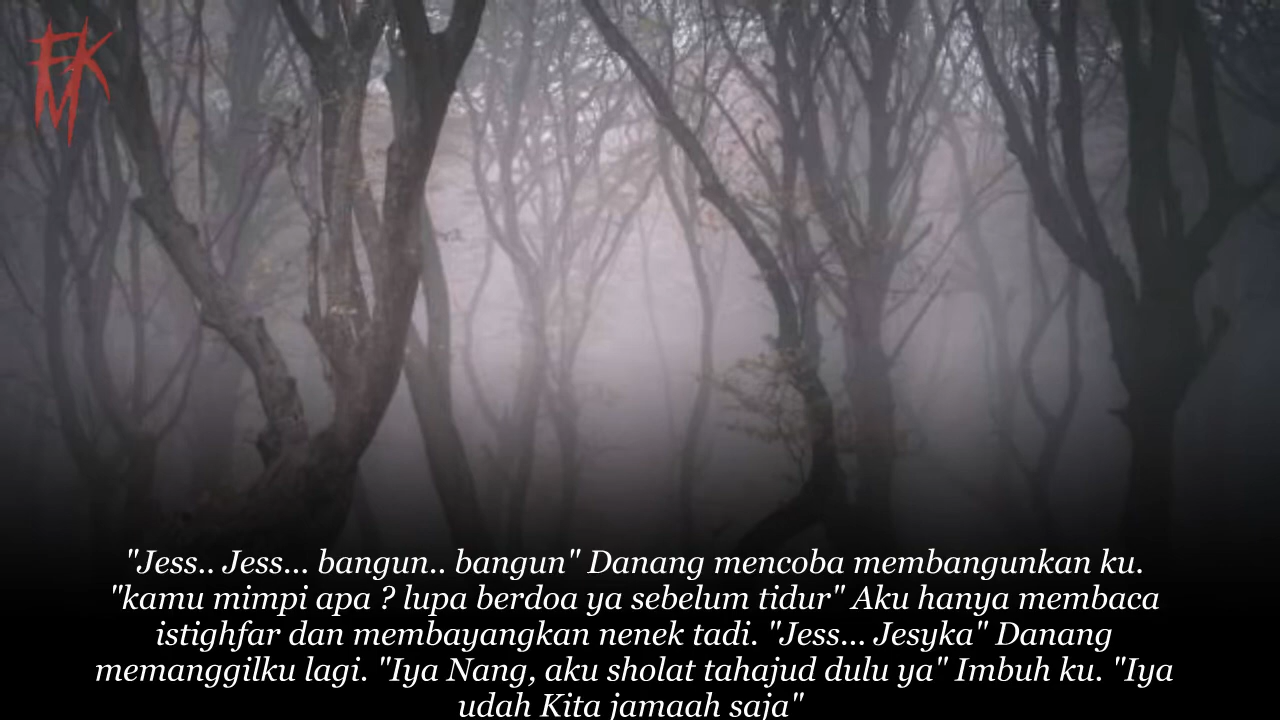 FKM
"Jess.. Jess... bangun.. bangun" Danang mencoba membangunkan ku.
"kamu mimpi apa ? lupa berdoa ya sebelum tidur" Aku hanya membaca
istighfar dan membayangkan nenek tadi. "Jess... Jesyka" Danang
memanggilku lagi. "Iya Nang, aku sholat tahajud dulu ya" Imbuh ku. "Iya
udah Kita jamaah saja"